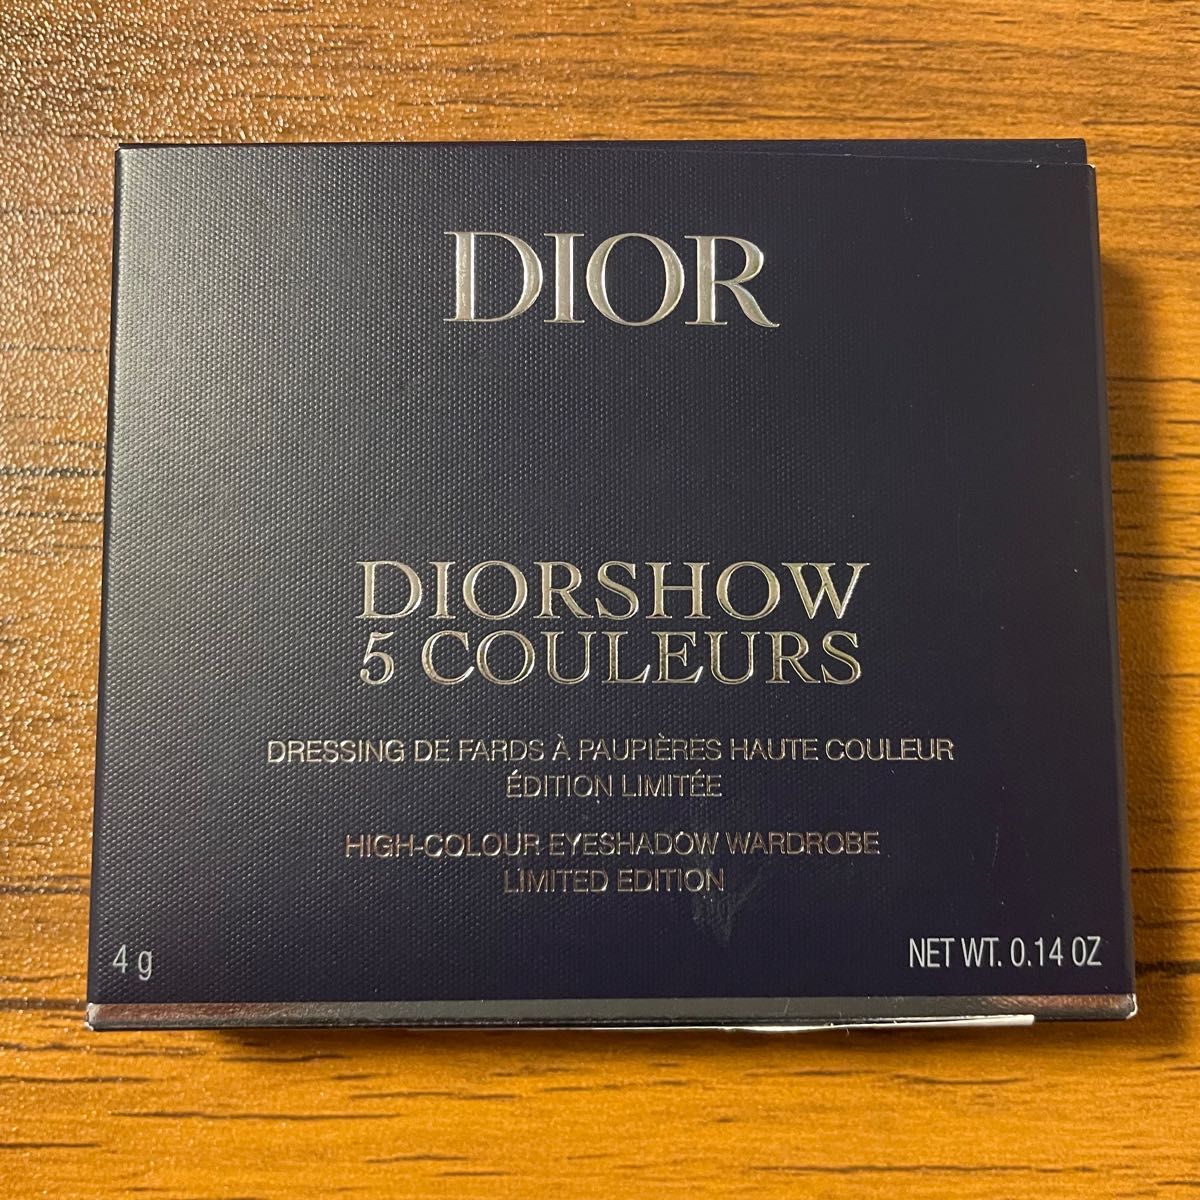 DIOR
DIORSHOW
5 COULEURS
DRESSING DE FARDS À PAUPIÈRES HAUTE COULEUR
ÉDITION LIMITÉE
HIGH-COLOUR EYESHADOW WARDROBE
LIMITED EDITION
4 g
NET WT. 0.14 OZ